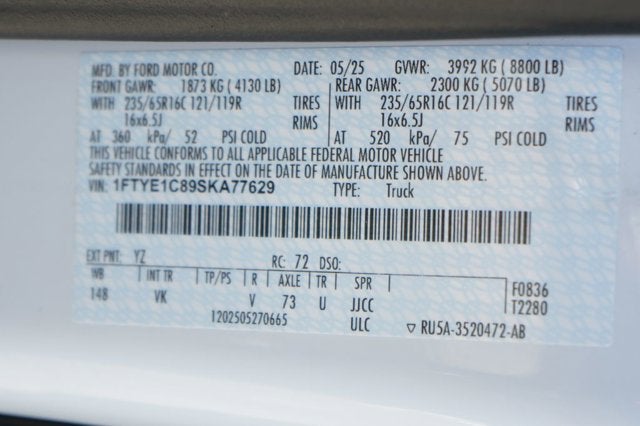 MFD. BY FORD MOTOR CO. DATE: 05/25 GVWR: 3992 KG ( 8800 LB)
FRONT GAWR: 1873 KG ( 4130 LB) REAR GAWR: 2300 KG ( 5070 LB)
WITH 235/65R16C 121/119R TIRES WITH 235/65R16C 121/119R TIRES
16x6.5J RIMS 16x6.5J RIMS
AT 360 kPa/ 52 PSI COLD AT 520 kPa/ 75 PSI COLD
THIS VEHICLE CONFORMS TO ALL APPLICABLE FEDERAL MOTOR VEHICLE
SAFETY STANDARDS IN EFFECT ON THE DATE OF MANUFACTURE SHOWN ABOVE.
VIN: 1FTYE1C89SKA77629 TYPE: Truck
EXT PNT: YZ RC: 72 DSO:
WB INT TR TP/PS R AXLE TR SPR F0836
148 VK V 73 U JJCC T2280
1202505270665 ULC ▽ RU5A-3520472-AB